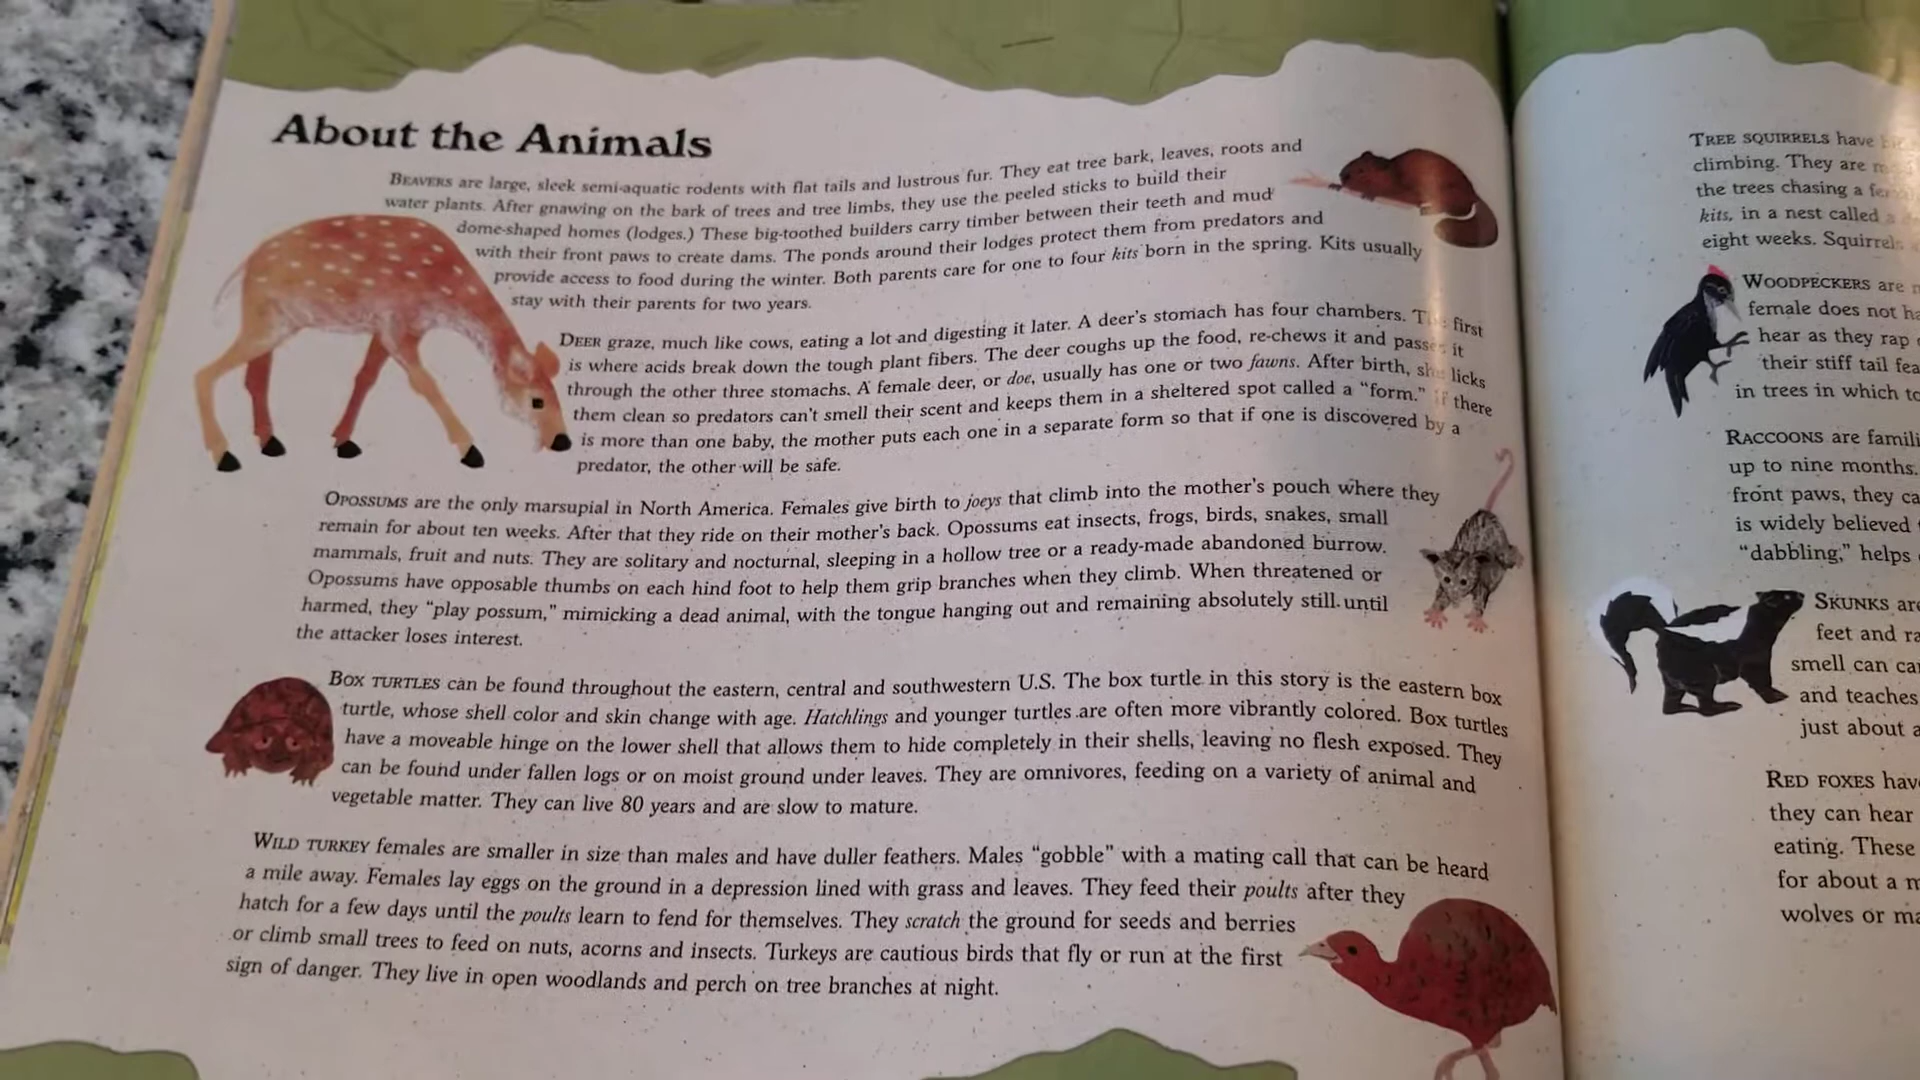 About the Animals
BEAVERS are large, sleek semi-aquatic rodents with flat tails and lustrous fur. They eat tree bark, leaves, roots and
water plants. After gnawing on the bark of trees and tree limbs, they use the peeled sticks to build their
dome-shaped homes (lodges.) These big-toothed builders carry timber between their teeth and mud
with their front paws to create dams. The ponds around their lodges protect them from predators and
provide access to food during the winter. Both parents care for one to four kits born in the spring. Kits usually
stay with their parents for two years.
DEER graze, much like cows, eating a lot and digesting it later. A deer's stomach has four chambers. The first
is where acids break down the tough plant fibers. The deer coughs up the food, re-chews it and passes it
through the other three stomachs. A female deer, or doe, usually has one or two fawns. After birth, she licks
them clean so predators can't smell their scent and keeps them in a sheltered spot called a "form." If there
is more than one baby, the mother puts each one in a separate form so that if one is discovered by a
predator, the other will be safe.
OPOSSUMS are the only marsupial in North America. Females give birth to joeys that climb into the mother's pouch where they
remain for about ten weeks. After that they ride on their mother's back. Opossums eat insects, frogs, birds, snakes, small
mammals, fruit and nuts. They are solitary and nocturnal, sleeping in a hollow tree or a ready-made abandoned burrow.
Opossums have opposable thumbs on each hind foot to help them grip branches when they climb. When threatened or
harmed, they "play possum," mimicking a dead animal, with the tongue hanging out and remaining absolutely still until
the attacker loses interest.
BOX TURTLES can be found throughout the eastern, central and southwestern U.S. The box turtle in this story is the eastern box
turtle, whose shell color and skin change with age. Hatchlings and younger turtles are often more vibrantly colored. Box turtles
have a moveable hinge on the lower shell that allows them to hide completely in their shells, leaving no flesh exposed. They
can be found under fallen logs or on moist ground under leaves. They are omnivores, feeding on a variety of animal and
vegetable matter. They can live 80 years and are slow to mature.
WILD TURKEY females are smaller in size than males and have duller feathers. Males "gobble" with a mating call that can be heard
a mile away. Females lay eggs on the ground in a depression lined with grass and leaves. They feed their poults after they
hatch for a few days until the poults learn to fend for themselves. They scratch the ground for seeds and berries
or climb small trees to feed on nuts, acorns and insects. Turkeys are cautious birds that fly or run at the first
sign of danger. They live in open woodlands and perch on tree branches at night.
TREE SQUIRRELS have
climbing. They are
the trees chasing a
kits, in a nest called a
eight weeks. Squirrels
WOODPECKERS are
female does not
hear as they rap
their stiff tail
in trees in which
RACCOONS are
up to nine months.
front paws, they
is widely believed
"dabbling," helps
SKUNKS
feet and
smell can
and teaches
just about
RED FOXES
they can hear
eating. These
for about a
wolves or